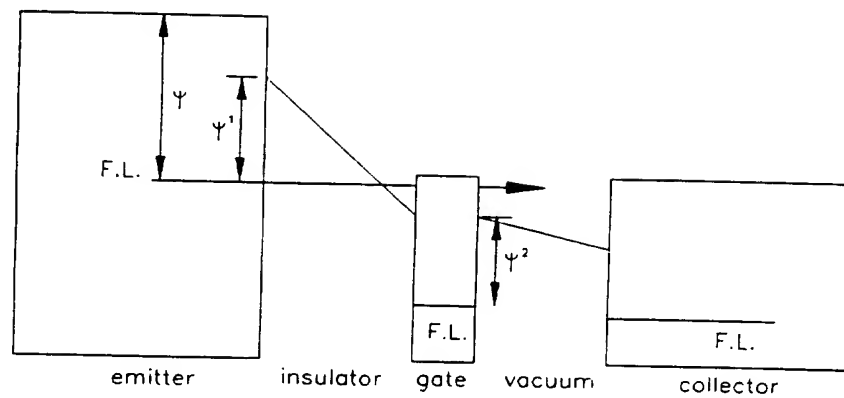 Ψ
Ψ¹
F.L.
Ψ²
F.L.
F.L.
emitter insulator gate vacuum collector